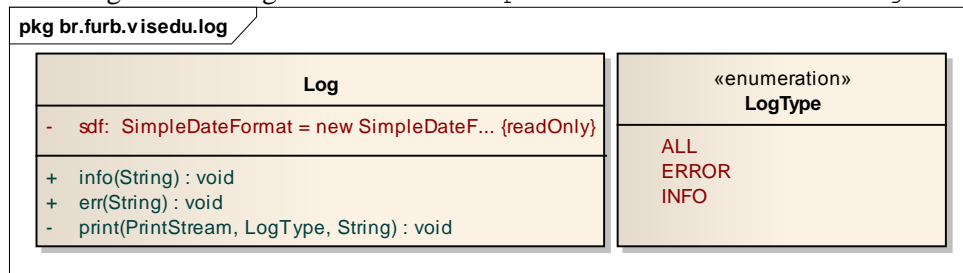 pkg br.furb.visedu.log
Log
- sdf: SimpleDateFormat = new SimpleDateF... {readOnly}
+ info(String) : void
+ err(String) : void
- print(PrintStream, LogType, String) : void
«enumeration»
LogType
ALL
ERROR
INFO